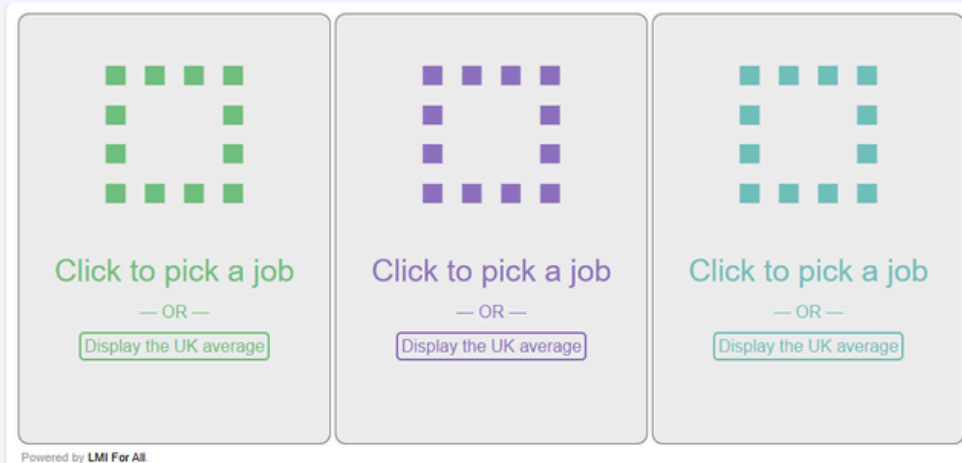 Click to pick a job
— OR —
Display the UK average
Click to pick a job
— OR —
Display the UK average
Click to pick a job
— OR —
Display the UK average
Powered by LMI For All